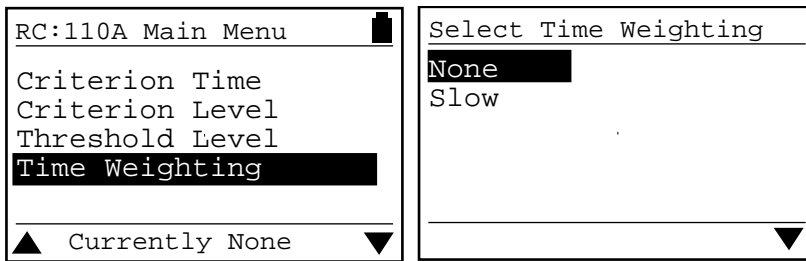 RC:110A Main Menu
Criterion Time
Criterion Level
Threshold Level
Time Weighting
Currently None
Select Time Weighting
None
Slow